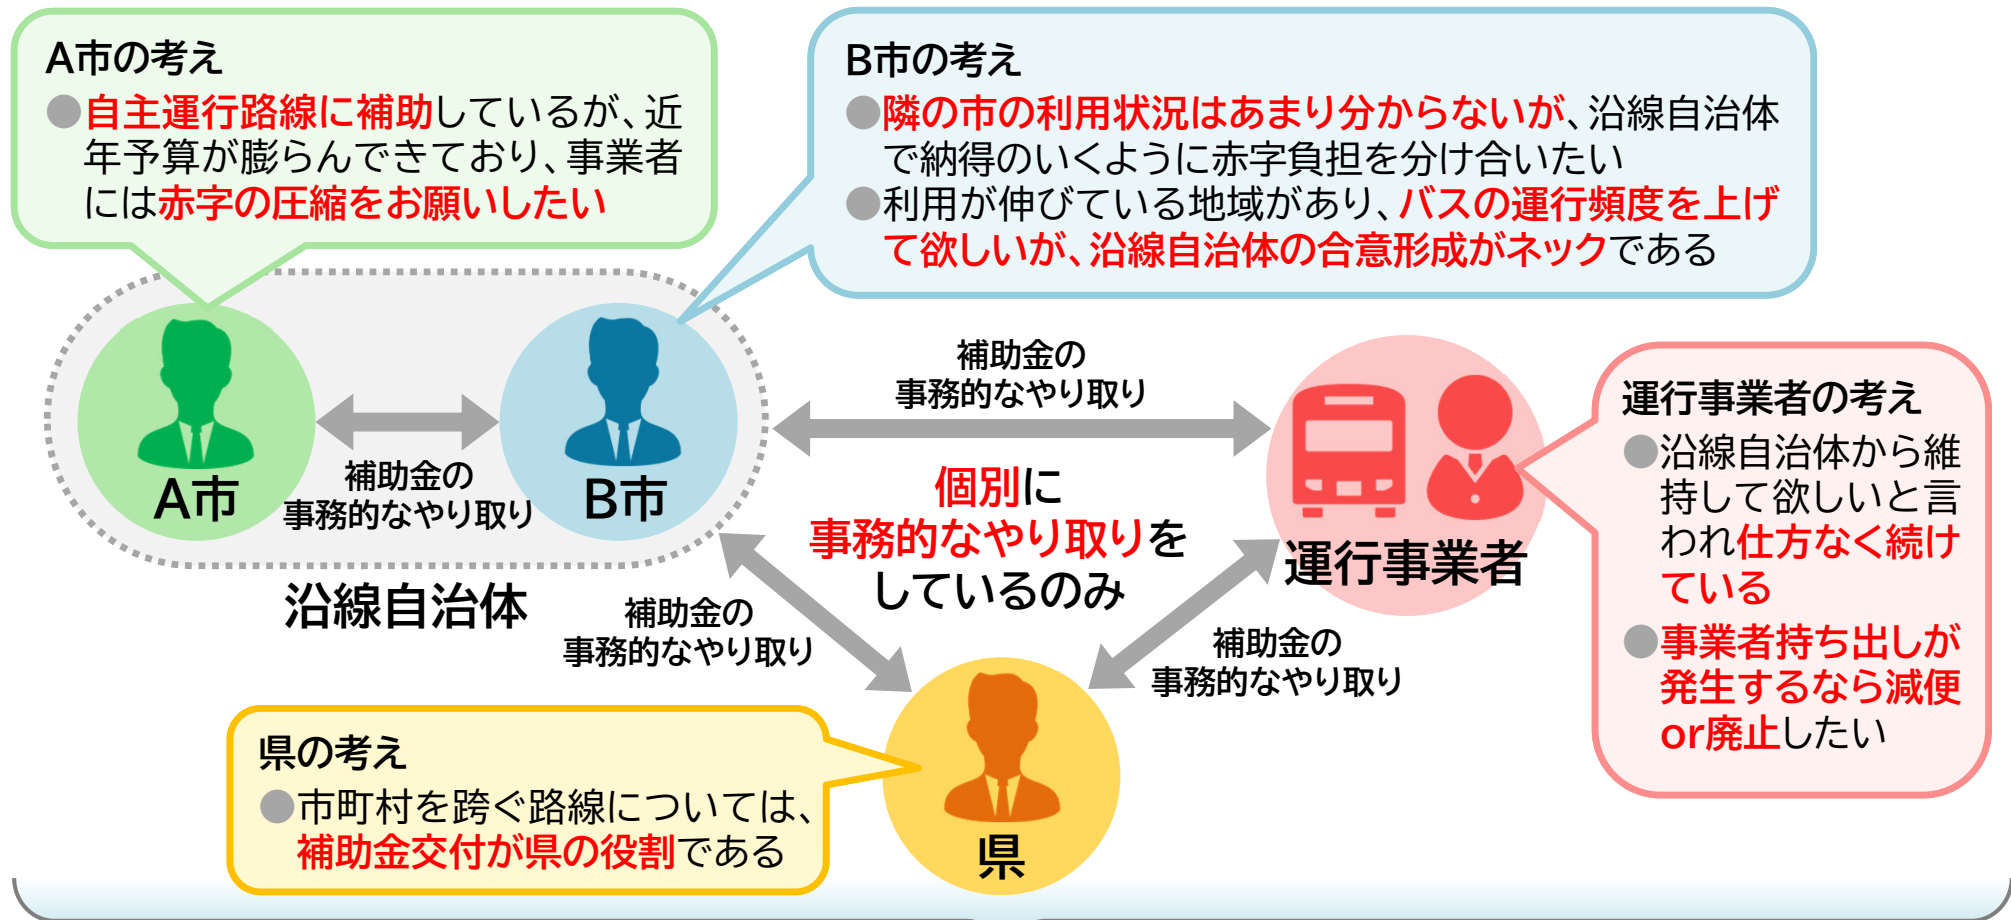 A市の考え
●自主運行路線に補助しているが、近
年予算が膨らんできており、事業者
には赤字の圧縮をお願いしたい
B市の考え
●隣の市の利用状況はあまり分からないが、沿線自治体
で納得のいくように赤字負担を分け合いたい
●利用が伸びている地域があり、バスの運行頻度を上げ
て欲しいが、沿線自治体の合意形成がネックである
A市
補助金の
事務的なやり取り
B市
沿線自治体
補助金の
事務的なやり取り
個別に
事務的なやり取りを
しているのみ
運行事業者
運行事業者の考え
●沿線自治体から維
持して欲しいと言
われ仕方なく続け
ている
●事業者持ち出しが
発生するなら減便
or廃止したい
補助金の
事務的なやり取り
補助金の
事務的なやり取り
県の考え
●市町村を跨ぐ路線については、
補助金交付が県の役割である
県